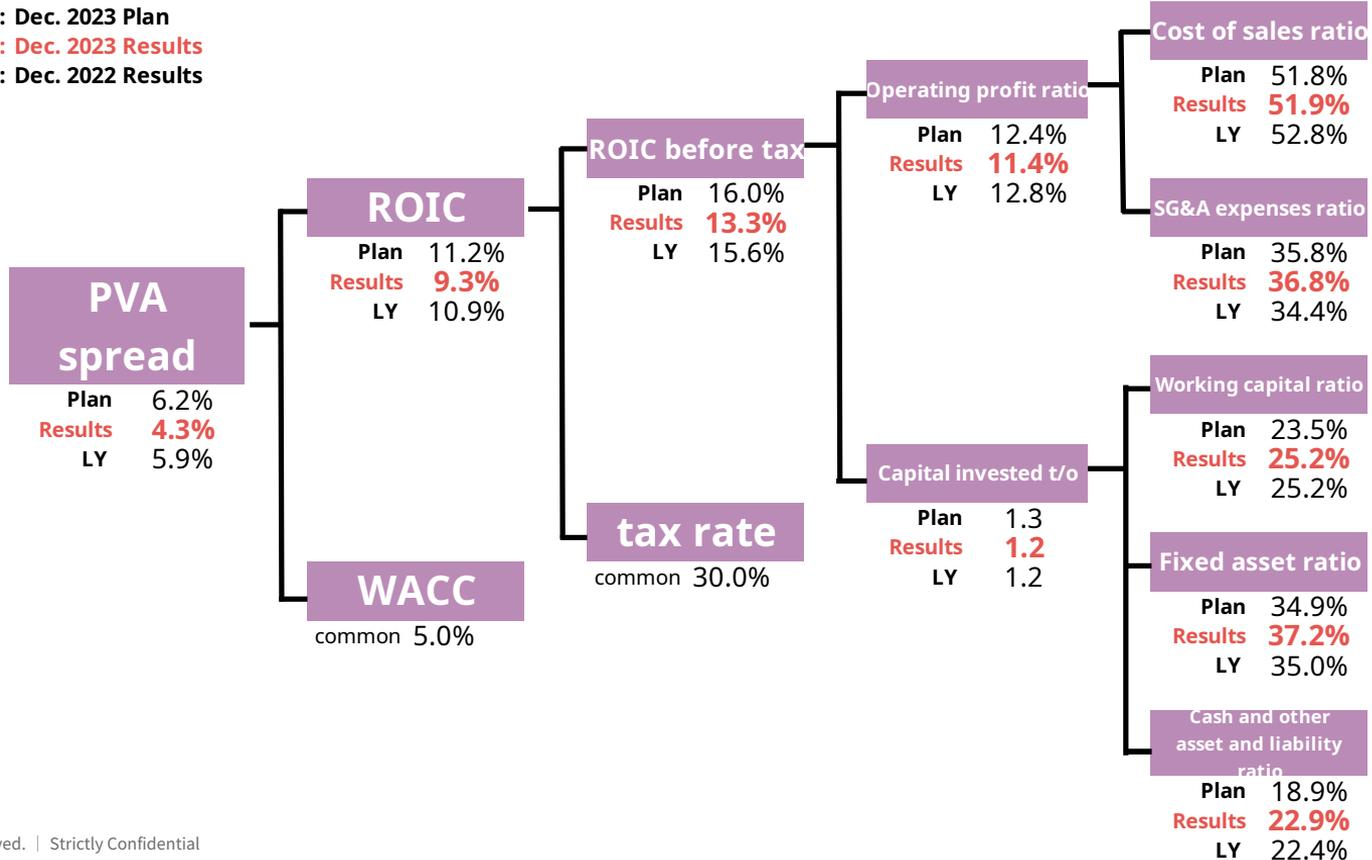 : Dec. 2023 Plan
: Dec. 2023 Results
: Dec. 2022 Results
PVA
spread
Plan 6.2%
Results 4.3%
LY 5.9%
ROIC
Plan 11.2%
Results 9.3%
LY 10.9%
WACC
common 5.0%
ROIC before tax
Plan 16.0%
Results 13.3%
LY 15.6%
tax rate
common 30.0%
Operating profit ratio
Plan 12.4%
Results 11.4%
LY 12.8%
Capital invested t/o
Plan 1.3
Results 1.2
LY 1.2
Cost of sales ratio
Plan 51.8%
Results 51.9%
LY 52.8%
SG&A expenses ratio
Plan 35.8%
Results 36.8%
LY 34.4%
Working capital ratio
Plan 23.5%
Results 25.2%
LY 25.2%
Fixed asset ratio
Plan 34.9%
Results 37.2%
LY 35.0%
Cash and other
asset and liability
ratio
Plan 18.9%
Results 22.9%
LY 22.4%
ved. | Strictly Confidential